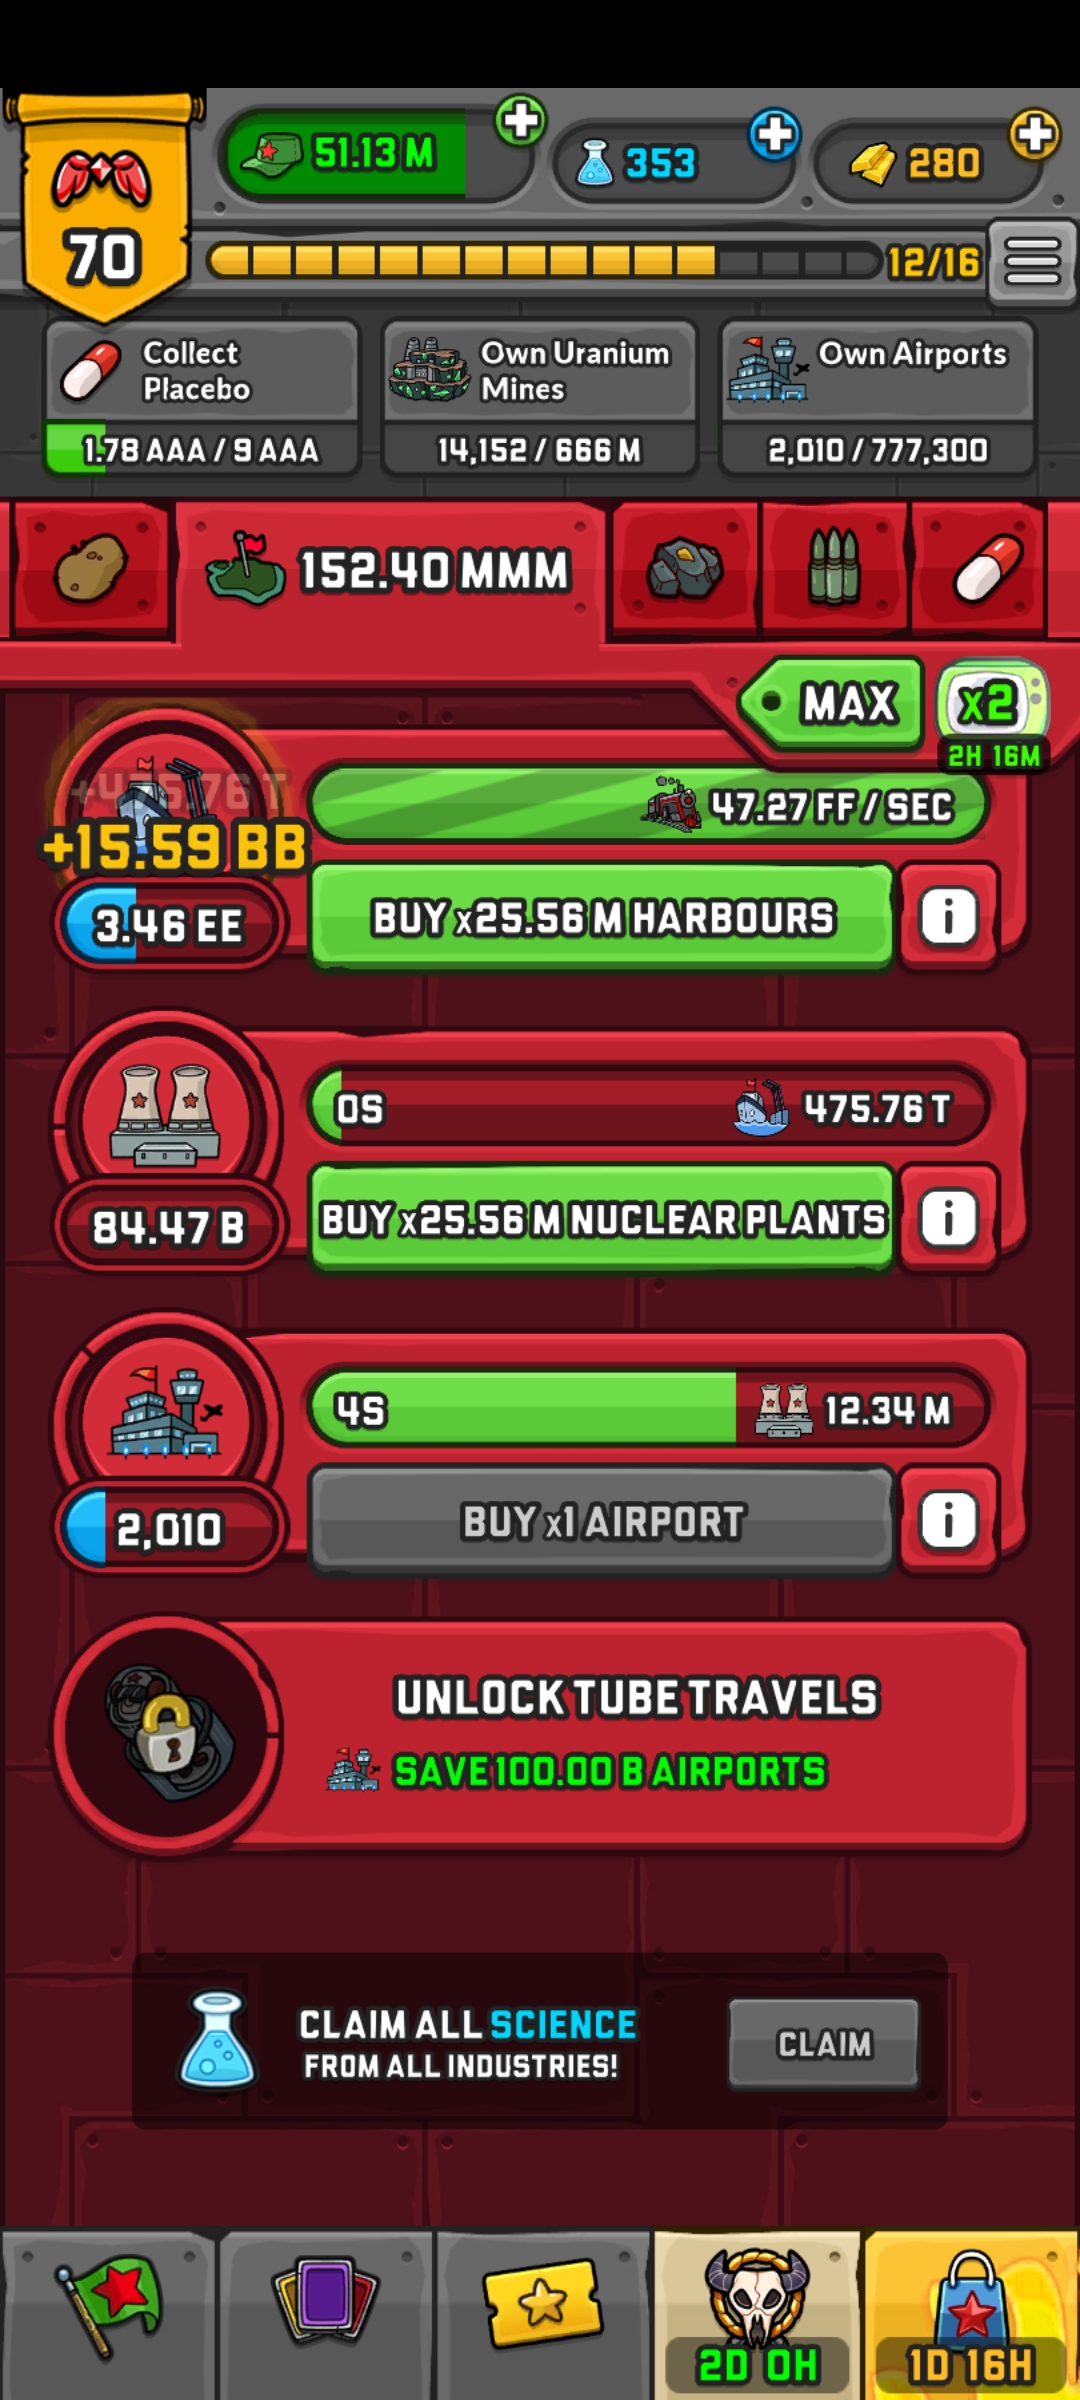 51.13 M
353
280
70
12/16
Collect
Placebo
1.78 AAA / 9 AAA
Own Uranium
Mines
14,152 / 666 M
Own Airports
2,010 / 777,300
152.40 MMM
MAX
x2
2H 16M
+475.76 T
+15.59 BB
47.27 FF / SEC
3.46 EE
BUY x25.56 M HARBOURS
i
0S
475.76 T
84.47 B
BUY x25.56 M NUCLEAR PLANTS
i
4S
12.34 M
2,010
BUY x1 AIRPORT
i
UNLOCK TUBE TRAVELS
SAVE 100.00 B AIRPORTS
CLAIM ALL SCIENCE
FROM ALL INDUSTRIES!
CLAIM
2D 0H
1D 16H